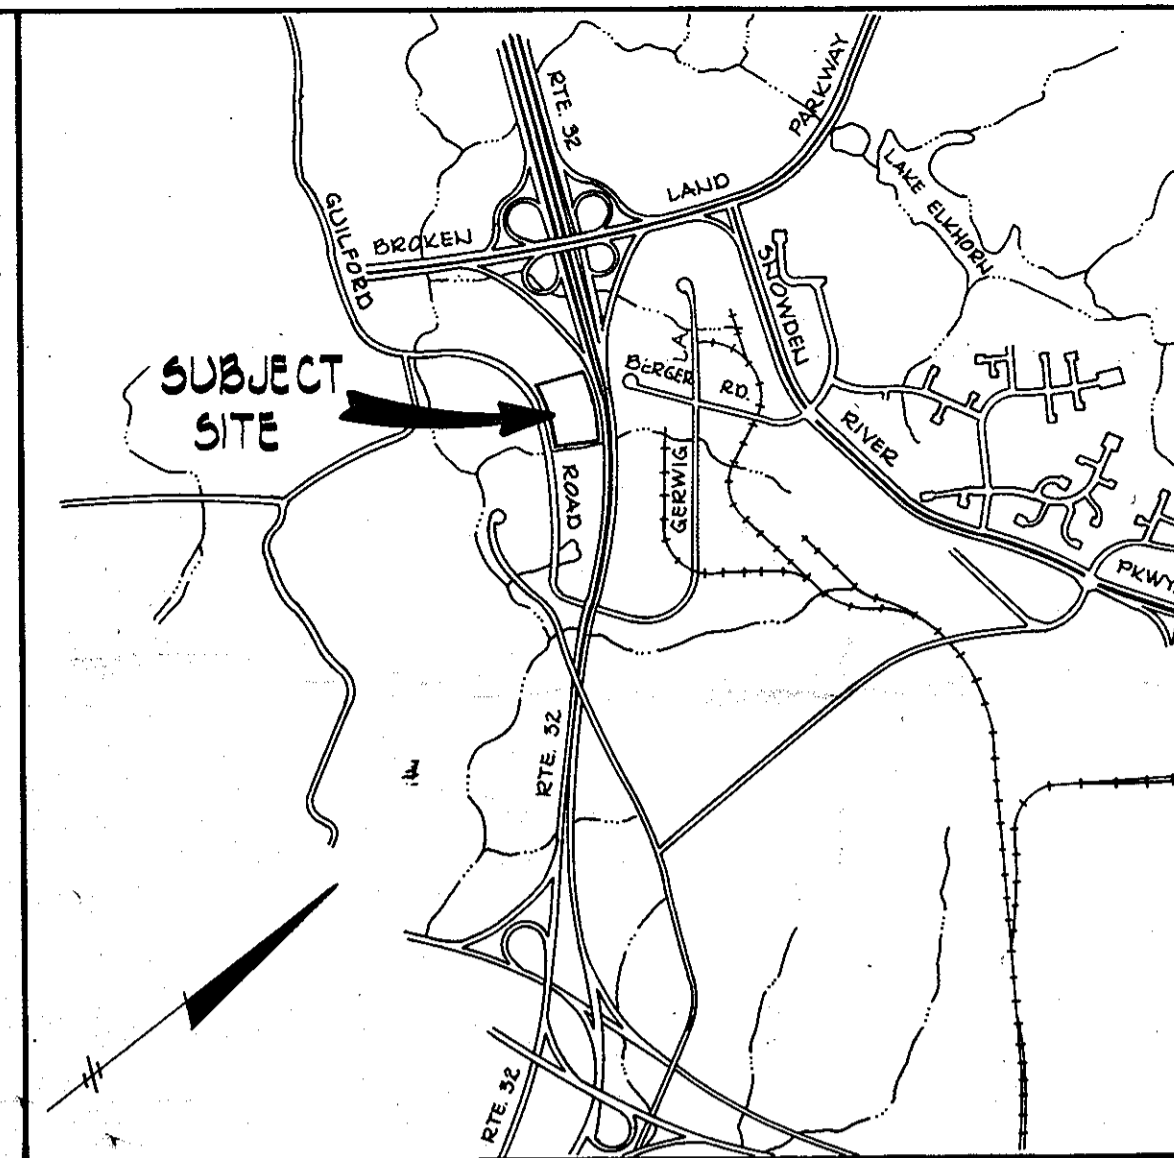 RTE. 32
PARKWAY
LAND
BROKEN
GUILFORD
LAKE ELKHORN
SNOWDEN
SUBJECT
SITE
BERGER
RD.
LA.
RIVER
GERWIG
ROAD
PKWY.
RTE. 32
RTE. 32